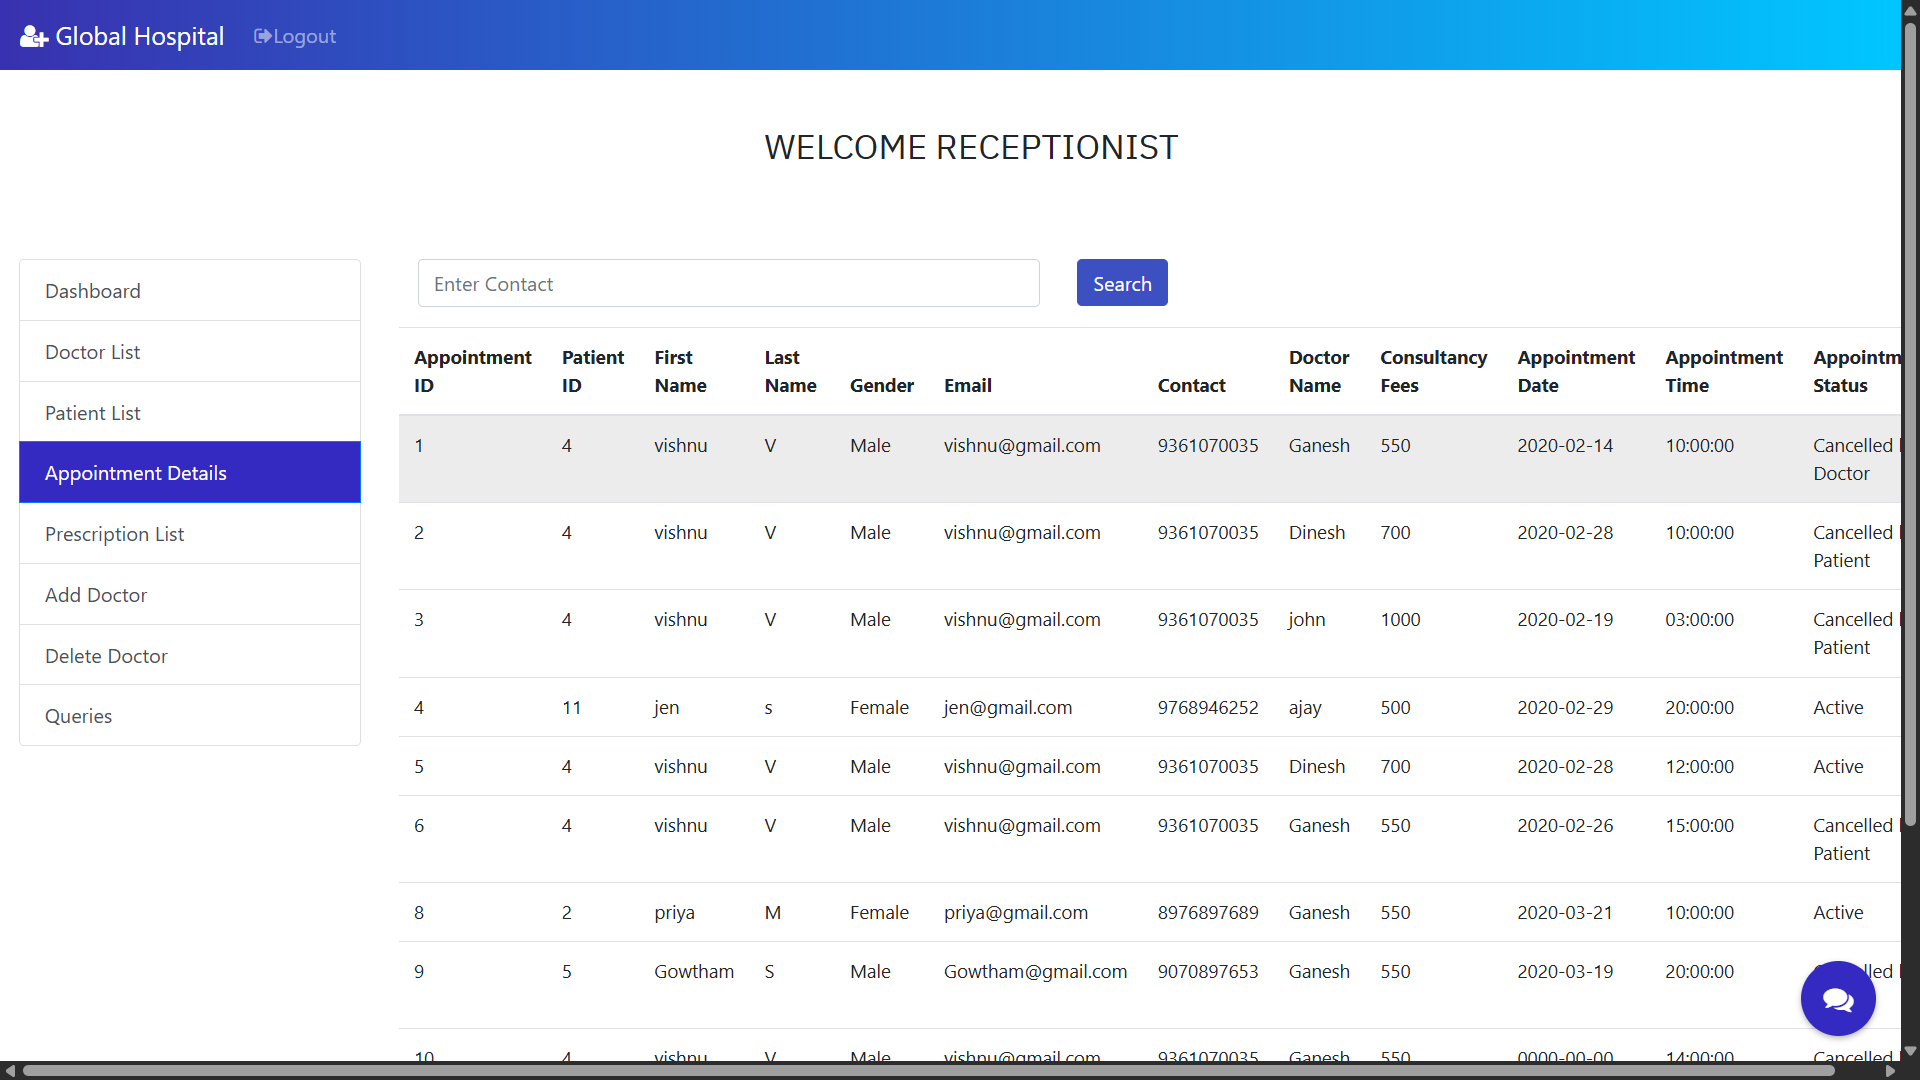 Global Hospital Logout
WELCOME RECEPTIONIST
Dashboard
Doctor List
Patient List
Appointment Details
Prescription List
Add Doctor
Delete Doctor
Queries
Enter Contact Search
Appointment ID Patient ID First Name Last Name Gender Email Contact Doctor Name Consultancy Fees Appointment Date Appointment Time Appointm Status
1 4 vishnu V Male vishnu@gmail.com 9361070035 Ganesh 550 2020-02-14 10:00:00 Cancelled Doctor
2 4 vishnu V Male vishnu@gmail.com 9361070035 Dinesh 700 2020-02-28 10:00:00 Cancelled Patient
3 4 vishnu V Male vishnu@gmail.com 9361070035 john 1000 2020-02-19 03:00:00 Cancelled Patient
4 11 jen s Female jen@gmail.com 9768946252 ajay 500 2020-02-29 20:00:00 Active
5 4 vishnu V Male vishnu@gmail.com 9361070035 Dinesh 700 2020-02-28 12:00:00 Active
6 4 vishnu V Male vishnu@gmail.com 9361070035 Ganesh 550 2020-02-26 15:00:00 Cancelled Patient
8 2 priya M Female priya@gmail.com 8976897689 Ganesh 550 2020-03-21 10:00:00 Active
9 5 Gowtham S Male Gowtham@gmail.com 9070897653 Ganesh 550 2020-03-19 20:00:00
10 4 vishnu V Male vishnu@gmail.com 9361070035 Ganesh 550 0000-00-00 14:00:00 Cancelled